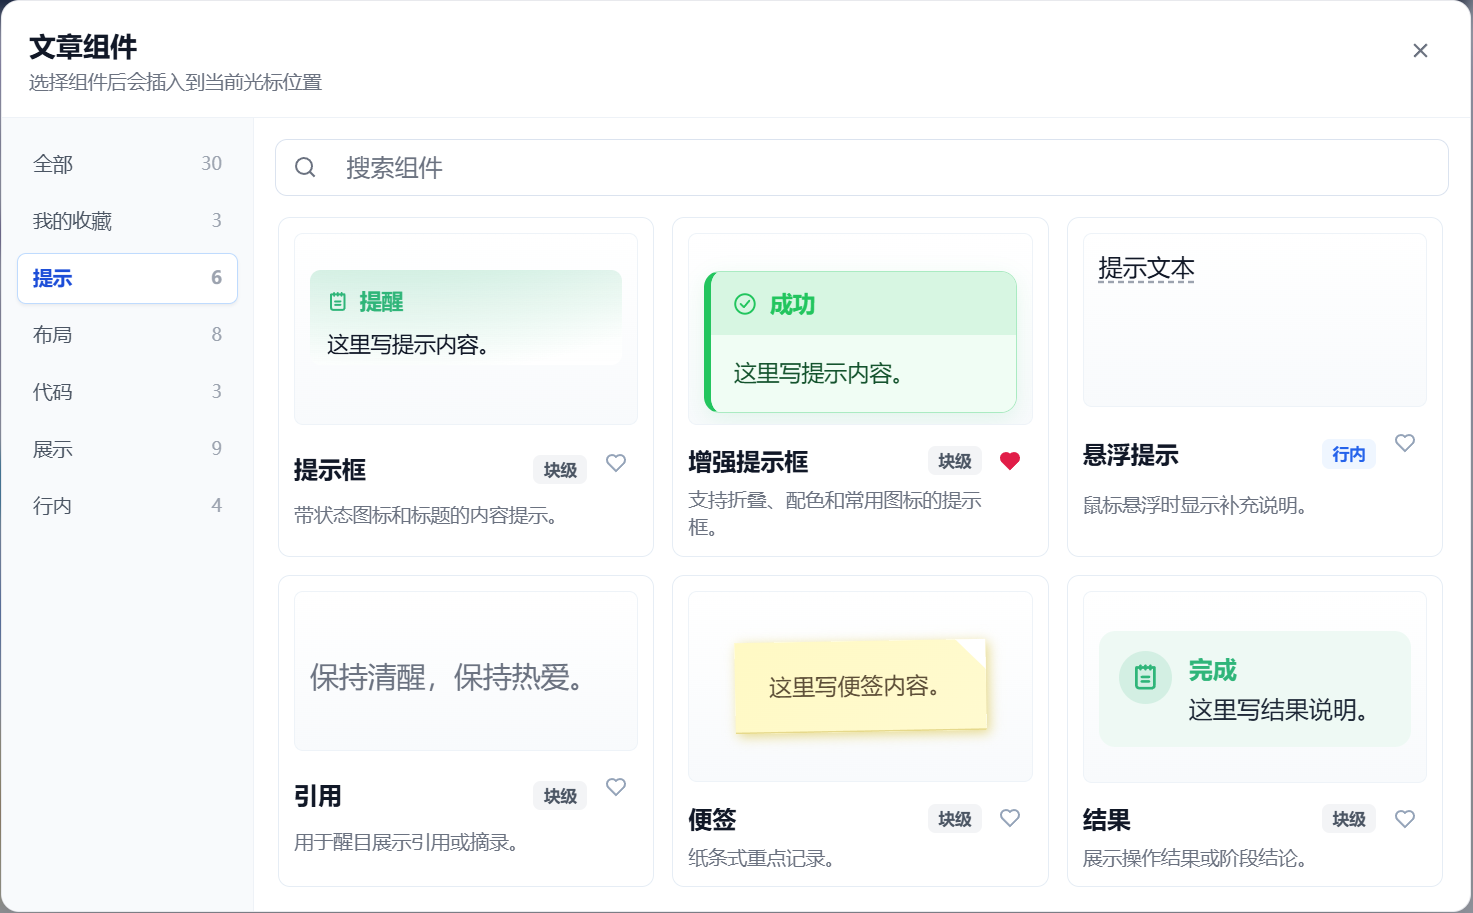 文章组件
选择组件后会插入到当前光标位置
全部 30
我的收藏 3
提示 6
布局 8
代码 3
展示 9
行内 4
搜索组件
提醒
这里写提示内容。
提示框 块级
带状态图标和标题的内容提示。
成功
这里写提示内容。
增强提示框 块级
支持折叠、配色和常用图标的提示
框。
提示文本
悬浮提示 行内
鼠标悬浮时显示补充说明。
保持清醒，保持热爱。
引用 块级
用于醒目展示引用或摘录。
这里写便签内容。
便签 块级
纸条式重点记录。
完成
这里写结果说明。
结果 块级
展示操作结果或阶段结论。